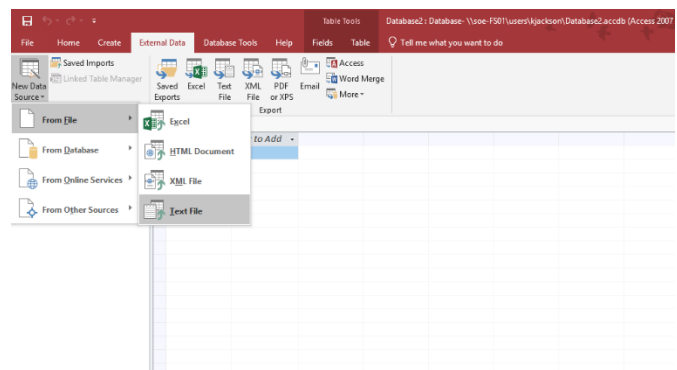 Table Tools
Database2 : Database- \\soe-FS01\users\kjackson\Database2.accdb (Access 2007
File Home Create External Data Database Tools Help Fields Table Tell me what you want to do
Saved Imports
Linked Table Manager
New Data
Source
Saved
Exports
Excel
Text
File
XML
File
PDF
or XPS
Email
Access
Word Merge
More
Export
From File
From Database
From Online Services
From Other Sources
Excel
HTML Document
XML File
Text File
to Add